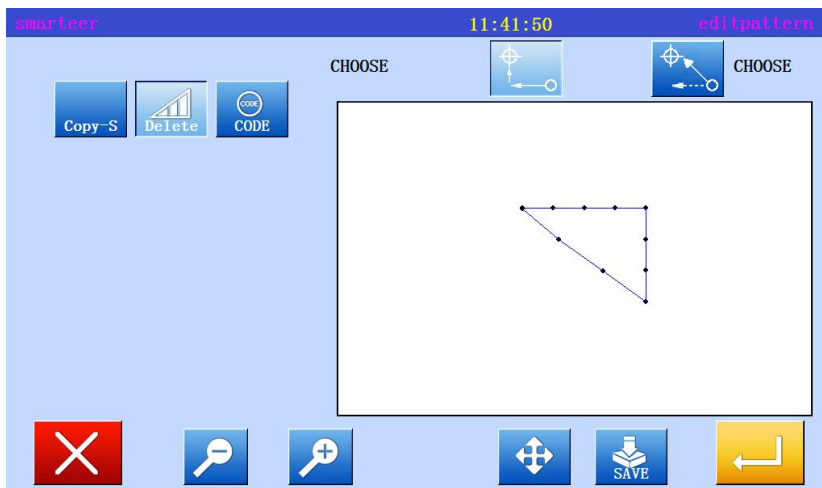 smarteer 11:41:50 editpattern
CHOOSE CHOOSE
Copy-S Delete CODE CODE
SAVE